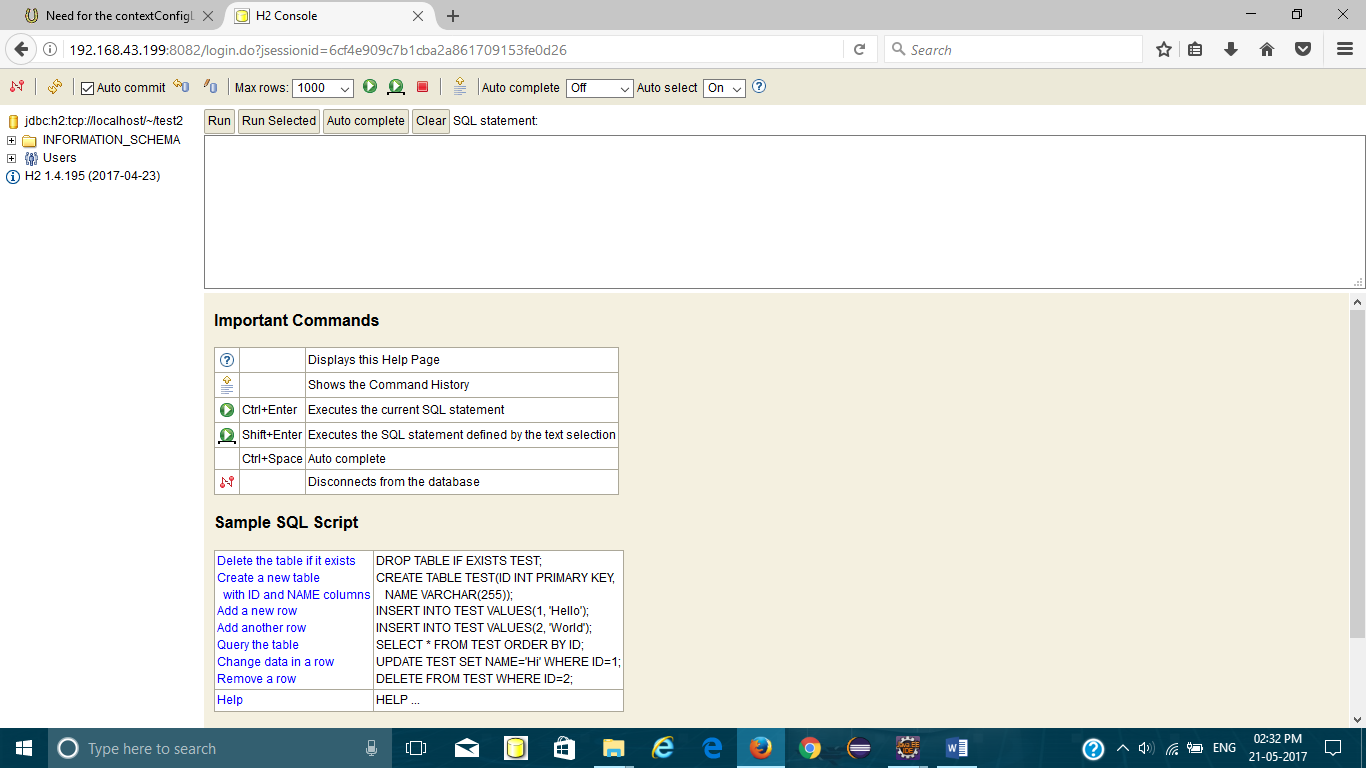 Need for the contextConfigL
H2 Console
192.168.43.199:8082/login.do?jsessionid=6cf4e909c7b1cba2a861709153fe0d26
Search
Auto commit
Max rows: 1000
Auto complete Off
Auto select On
jdbc:h2:tcp://localhost/~/test2
INFORMATION_SCHEMA
Users
H2 1.4.195 (2017-04-23)
Run Run Selected Auto complete Clear SQL statement:
Important Commands
Displays this Help Page
Shows the Command History
Ctrl+Enter Executes the current SQL statement
Shift+Enter Executes the SQL statement defined by the text selection
Ctrl+Space Auto complete
Disconnects from the database
Sample SQL Script
Delete the table if it exists DROP TABLE IF EXISTS TEST;
Create a new table CREATE TABLE TEST(ID INT PRIMARY KEY,
with ID and NAME columns NAME VARCHAR(255));
Add a new row INSERT INTO TEST VALUES(1, 'Hello');
Add another row INSERT INTO TEST VALUES(2, 'World');
Query the table SELECT * FROM TEST ORDER BY ID;
Change data in a row UPDATE TEST SET NAME='Hi' WHERE ID=1;
Remove a row DELETE FROM TEST WHERE ID=2;
Help HELP ...
Type here to search
ENG
02:32 PM
21-05-2017